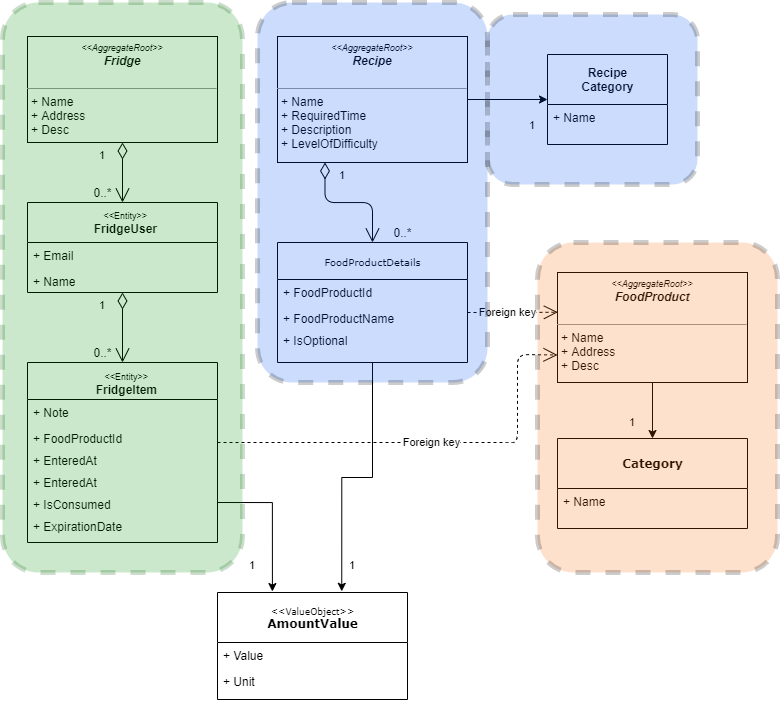 <<AggregateRoot>>
Fridge
+ Name
+ Address
+ Desc
1
0..*
<<Entity>>
FridgeUser
+ Email
+ Name
1
0..*
<<Entity>>
FridgeItem
+ Note
+ FoodProductId
+ EnteredAt
+ EnteredAt
+ IsConsumed
+ ExpirationDate
1
<<AggregateRoot>>
Recipe
+ Name
+ RequiredTime
+ Description
+ LevelOfDifficulty
1
0..*
FoodProductDetails
+ FoodProductId
+ FoodProductName
+ IsOptional
1
Recipe
Category
+ Name
1
Foreign key
Foreign key
<<AggregateRoot>>
FoodProduct
+ Name
+ Address
+ Desc
1
Category
+ Name
<<ValueObject>>
AmountValue
+ Value
+ Unit